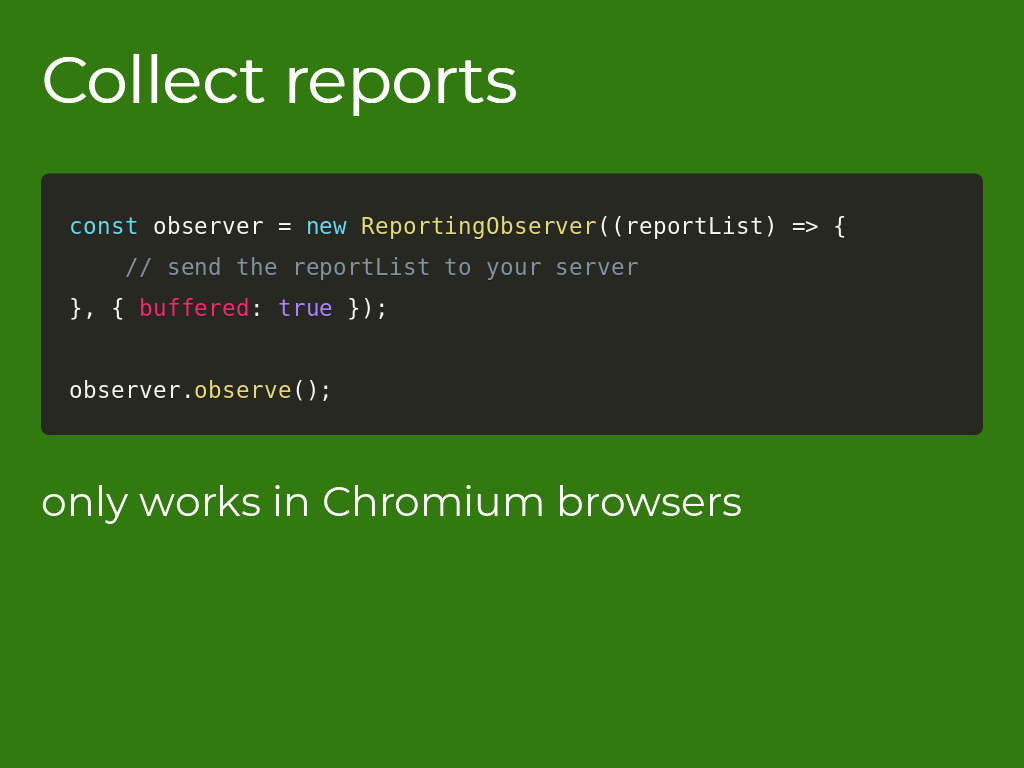 Collect reports
const observer = new ReportingObserver((reportList) => {
    // send the reportList to your server
}, { buffered: true });
observer.observe();
only works in Chromium browsers